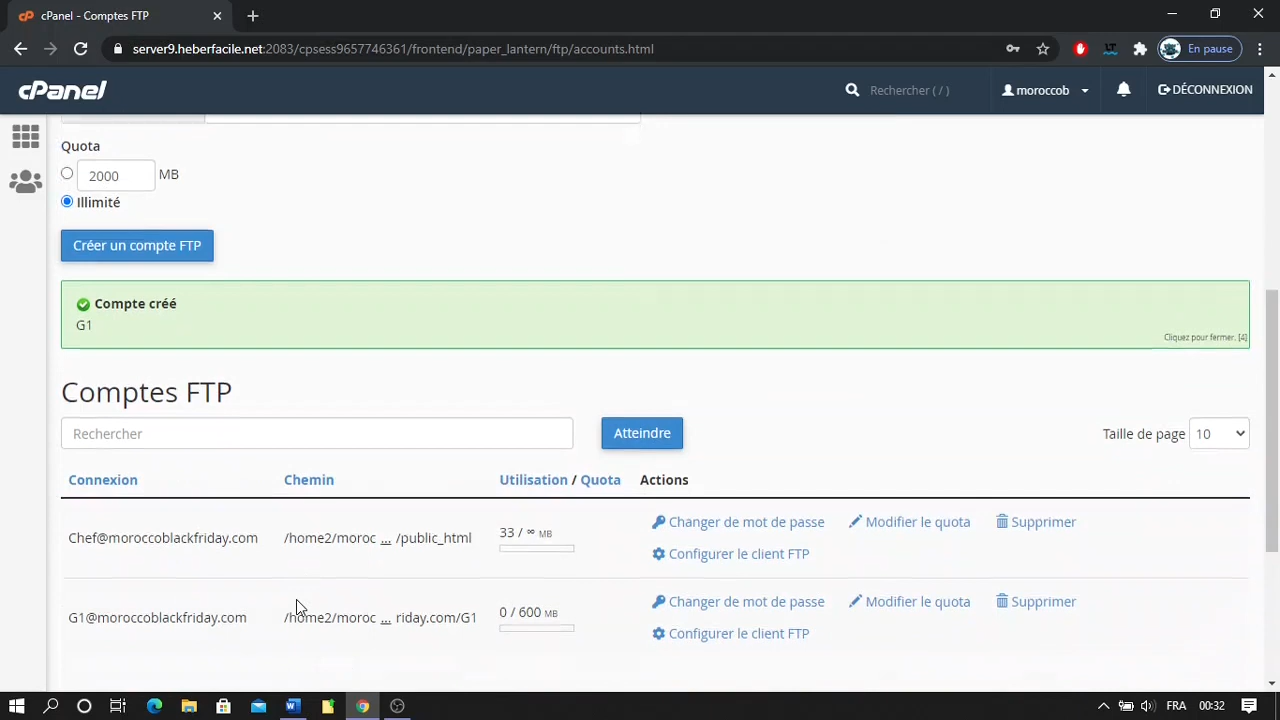 cPanel - Comptes FTP
server9.heberfacile.net:2083/cpsess9657746361/frontend/paper_lantern/ftp/accounts.html
LT
En pause
cPanel
Rechercher ( / )
moroccob
DÉCONNEXION
Quota
2000 MB
Illimité
Créer un compte FTP
Compte créé
G1
Cliquez pour fermer. [4]
Comptes FTP
Rechercher
Atteindre
Taille de page 10
Connexion Chemin Utilisation / Quota Actions
Chef@moroccoblackfriday.com /home2/moroc ... /public_html 33 / ∞ MB
Changer de mot de passe Modifier le quota Supprimer
Configurer le client FTP
G1@moroccoblackfriday.com /home2/moroc ... riday.com/G1 0 / 600 MB
Changer de mot de passe Modifier le quota Supprimer
Configurer le client FTP
FRA 00:32